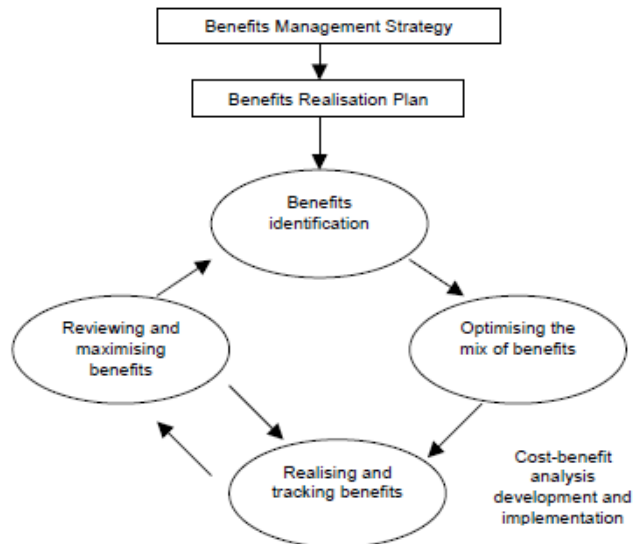 Benefits Management Strategy
Benefits Realisation Plan
Benefits
identification
Reviewing and
maximising
benefits
Optimising the
mix of benefits
Realising and
tracking benefits
Cost-benefit
analysis
development and
implementation